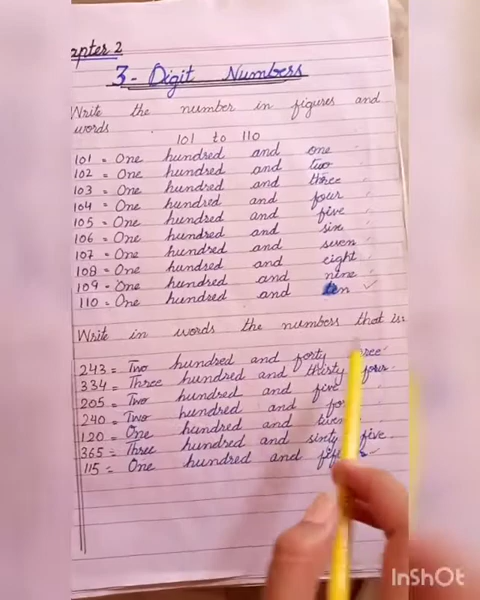 apter 2
3- Digit Numbers
Write the number in figures and
words
101 to 110
101 = One hundred and one
102 = One hundred and two
103 = One hundred and three
104 = One hundred and four
105 = One hundred and five
106 = One hundred and six
107 = One hundred and seven
108 = One hundred and eight
109 = One hundred and nine
110 = One hundred and ten
Write in words the numbers that is:
243 = Two hundred and forty ree
334 = Three hundred and thirty four
205 = Two hundred and five
240 = Two hundred and fo
120 = One hundred and twen
365 = Three hundred and sixty five
115 = One hundred and
InShOt